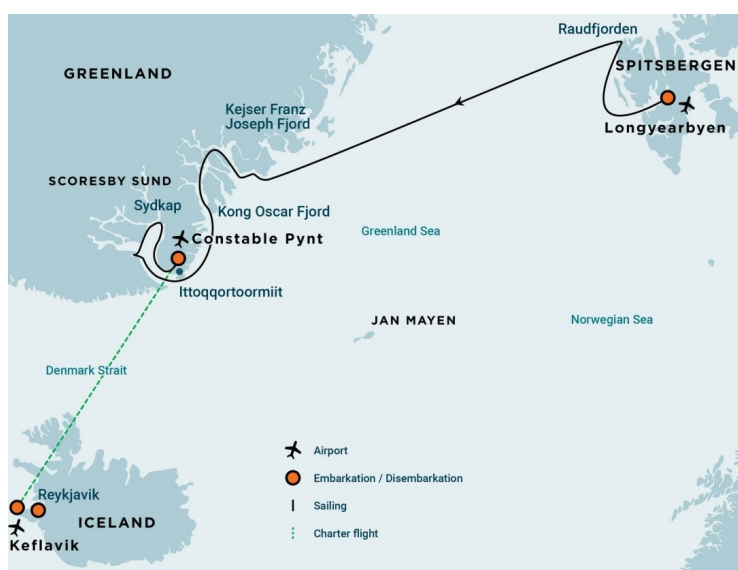 Raudfjorden
GREENLAND
SPITSBERGEN
Kejser Franz
Joseph Fjord
Longyearbyen
SCORESBY SUND
Sydkap
Kong Oscar Fjord
Constable Pynt
Greenland Sea
Ittoqqortoormiit
JAN MAYEN
Norwegian Sea
Denmark Strait
Airport
Embarkation / Disembarkation
Reykjavik
Sailing
ICELAND
Charter flight
Keflavik